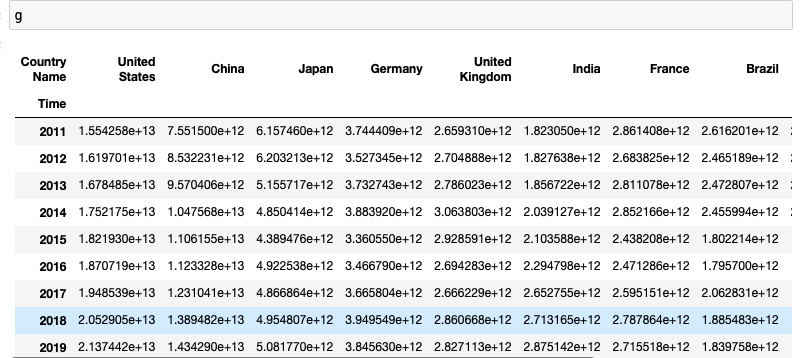 g
Country Name United States China Japan Germany United Kingdom India France Brazil
Time
2011 1.554258e+13 7.551500e+12 6.157460e+12 3.744409e+12 2.659310e+12 1.823050e+12 2.861408e+12 2.616201e+12
2012 1.619701e+13 8.532231e+12 6.203213e+12 3.527345e+12 2.704888e+12 1.827638e+12 2.683825e+12 2.465189e+12
2013 1.678485e+13 9.570406e+12 5.155717e+12 3.732743e+12 2.786023e+12 1.856722e+12 2.811078e+12 2.472807e+12
2014 1.752175e+13 1.047568e+13 4.850414e+12 3.883920e+12 3.063803e+12 2.039127e+12 2.852166e+12 2.455994e+12
2015 1.821930e+13 1.106155e+13 4.389476e+12 3.360550e+12 2.928591e+12 2.103588e+12 2.438208e+12 1.802214e+12
2016 1.870719e+13 1.123328e+13 4.922538e+12 3.466790e+12 2.694283e+12 2.294798e+12 2.471286e+12 1.795700e+12
2017 1.948539e+13 1.231041e+13 4.866864e+12 3.665804e+12 2.666229e+12 2.652755e+12 2.595151e+12 2.062831e+12
2018 2.052905e+13 1.389482e+13 4.954807e+12 3.949549e+12 2.860668e+12 2.713165e+12 2.787864e+12 1.885483e+12
2019 2.137442e+13 1.434290e+13 5.081770e+12 3.845630e+12 2.827113e+12 2.875142e+12 2.715518e+12 1.839758e+12